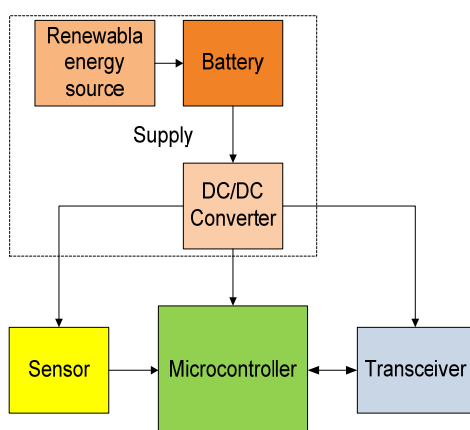 Renewabla
energy
source
Battery
Supply
DC/DC
Converter
Sensor
Microcontroller
Transceiver